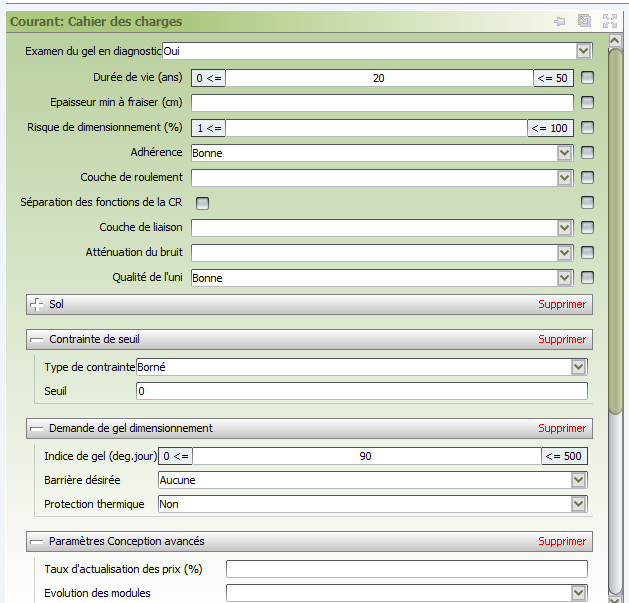 Courant: Cahier des charges
Examen du gel en diagnostic Oui
Durée de vie (ans) 0 <= 20 <= 50
Epaisseur min à fraiser (cm)
Risque de dimensionnement (%) 1 <= <= 100
Adhérence Bonne
Couche de roulement
Séparation des fonctions de la CR
Couche de liaison
Atténuation du bruit
Qualité de l'uni Bonne
Sol Supprimer
Contrainte de seuil Supprimer
Type de contrainte Borné
Seuil 0
Demande de gel dimensionnement Supprimer
Indice de gel (deg.jour) 0 <= 90 <= 500
Barrière désirée Aucune
Protection thermique Non
Paramètres Conception avancés Supprimer
Taux d'actualisation des prix (%)
Evolution des modules